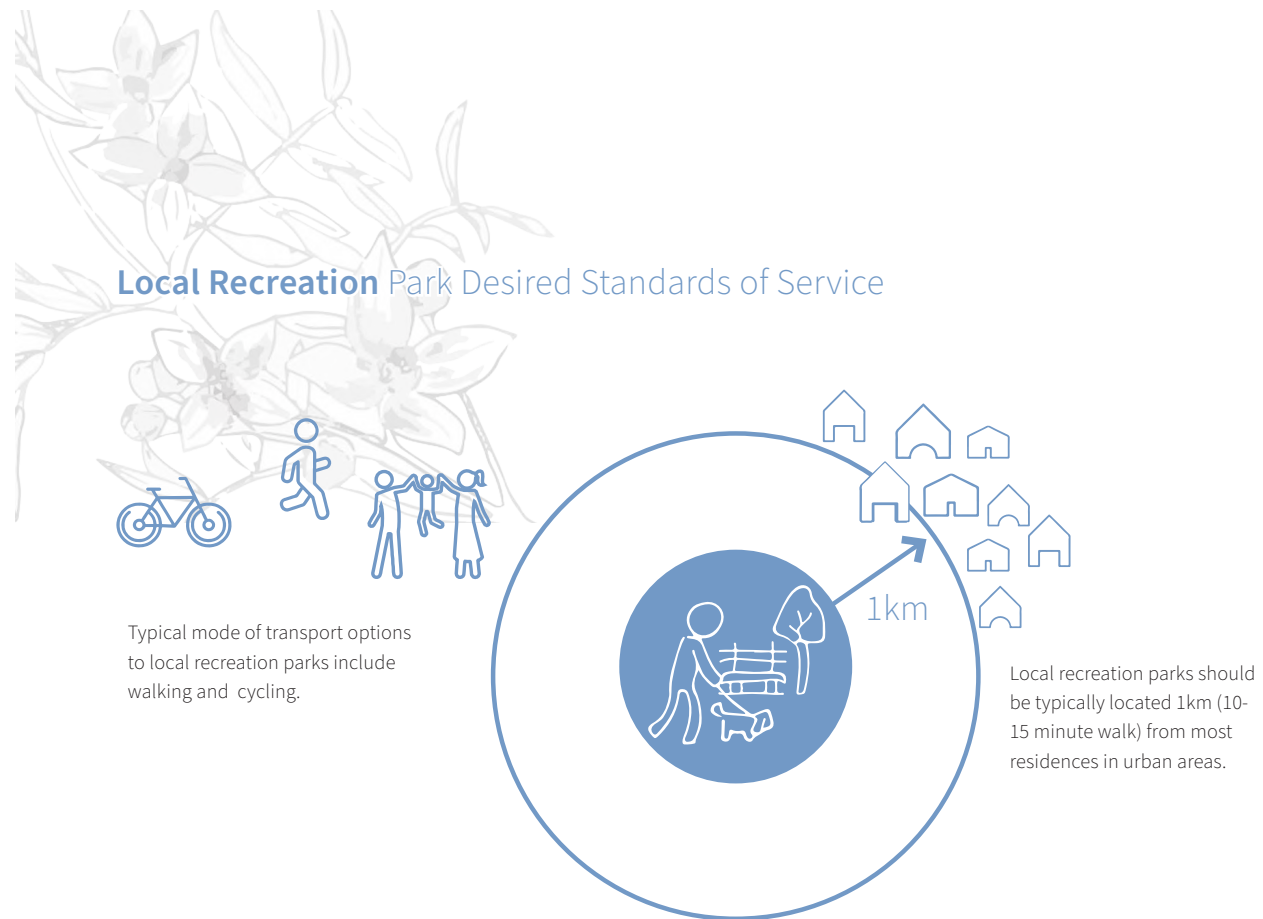 Local Recreation Park Desired Standards of Service
1km
Typical mode of transport options
to local recreation parks include
walking and  cycling.
Local recreation parks should
be typically located 1km (10-
15 minute walk) from most
residences in urban areas.